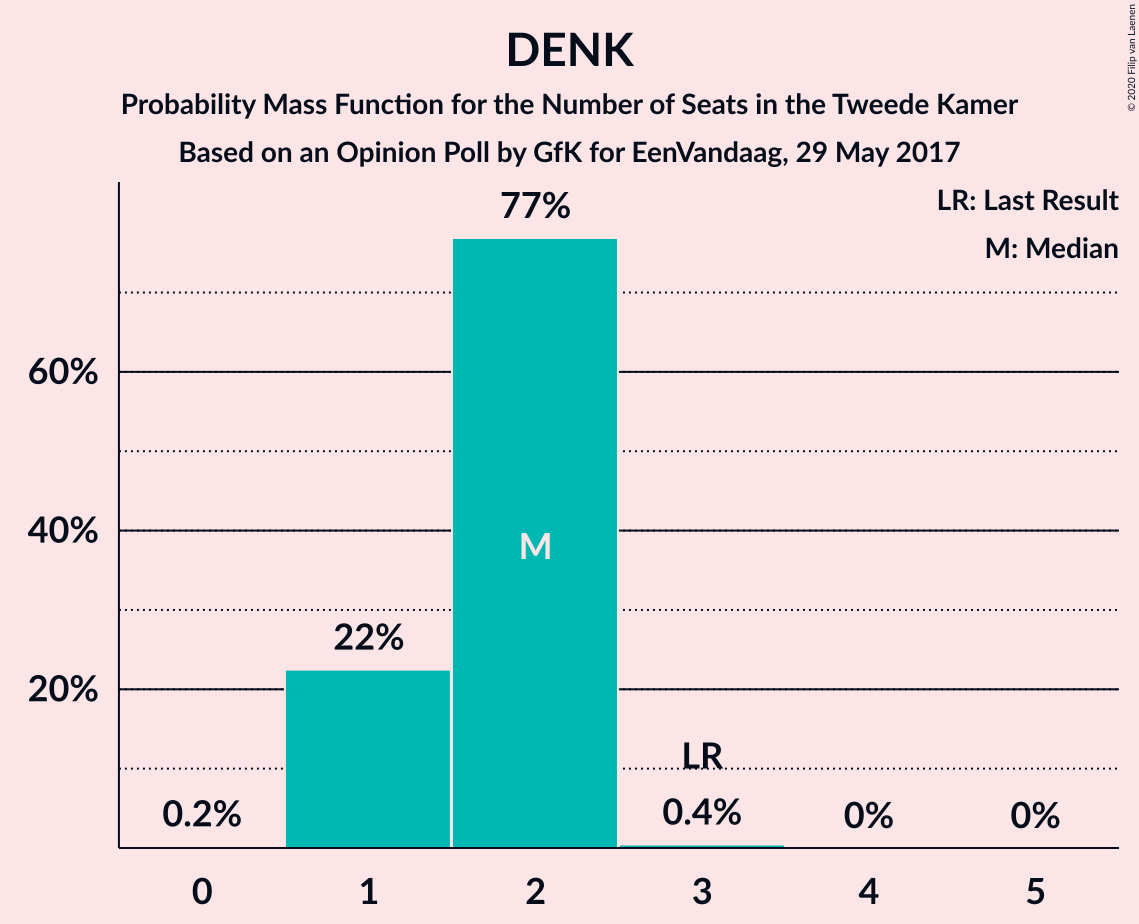 DENK
Probability Mass Function for the Number of Seats in the Tweede Kamer
Based on an Opinion Poll by GfK for EenVandaag, 29 May 2017
© 2020 Filip van Laenen
LR: Last Result
M: Median
77%
60%
40%
M
22%
20%
LR
0.2%
0.4%
0%
0%
0
1
2
3
4
5